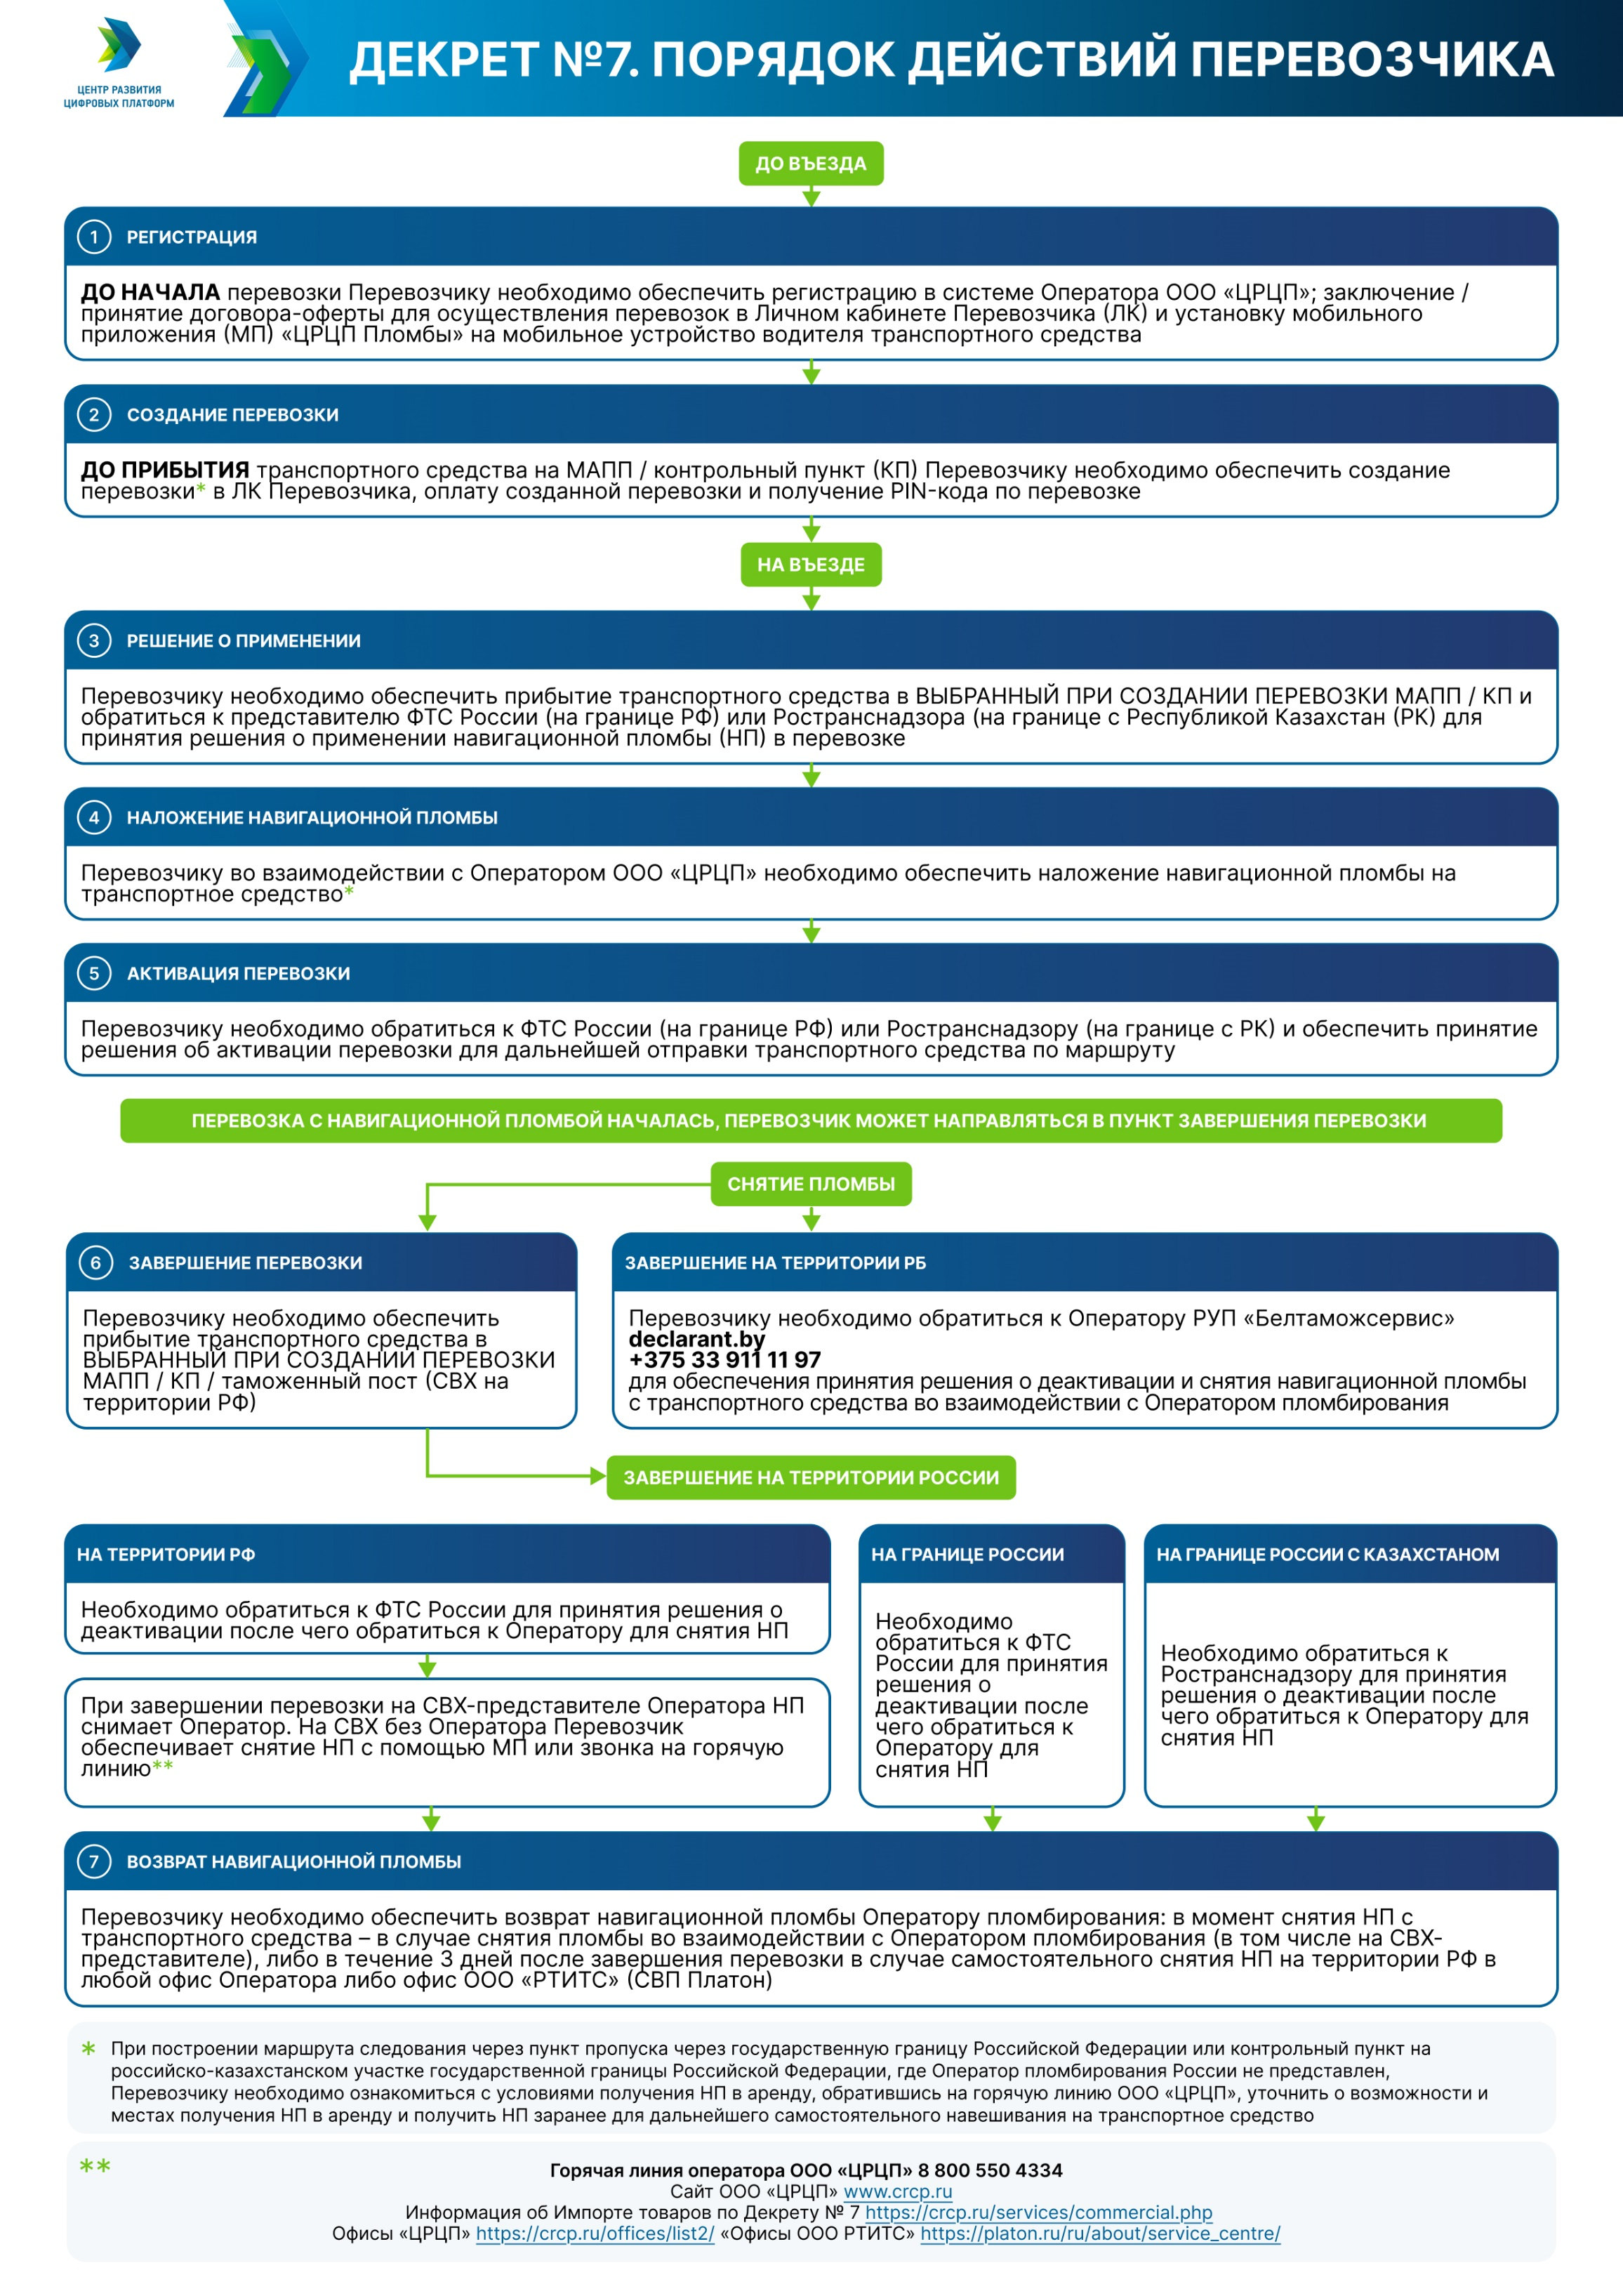 ЦЕНТР РАЗВИТИЯ
ЦИФРОВЫХ ПЛАТФОРМ
ДЕКРЕТ №7. ПОРЯДОК ДЕЙСТВИЙ ПЕРЕВОЗЧИКА
ДО ВЪЕЗДА
1 РЕГИСТРАЦИЯ
ДО НАЧАЛА перевозки Перевозчику необходимо обеспечить регистрацию в системе Оператора ООО «ЦРЦП»; заключение /
принятие договора-оферты для осуществления перевозок в Личном кабинете Перевозчика (ЛК) и установку мобильного
приложения (МП) «ЦРЦП Пломбы» на мобильное устройство водителя транспортного средства
2 СОЗДАНИЕ ПЕРЕВОЗКИ
ДО ПРИБЫТИЯ транспортного средства на МАПП / контрольный пункт (КП) Перевозчику необходимо обеспечить создание
перевозки* в ЛК Перевозчика, оплату созданной перевозки и получение PIN-кода по перевозке
НА ВЪЕЗДЕ
3 РЕШЕНИЕ О ПРИМЕНЕНИИ
Перевозчику необходимо обеспечить прибытие транспортного средства в ВЫБРАННЫЙ ПРИ СОЗДАНИИ ПЕРЕВОЗКИ МАПП / КП и
обратиться к представителю ФТС России (на границе РФ) или Ространснадзора (на границе с Республикой Казахстан (РК) для
принятия решения о применении навигационной пломбы (НП) в перевозке
4 НАЛОЖЕНИЕ НАВИГАЦИОННОЙ ПЛОМБЫ
Перевозчику во взаимодействии с Оператором ООО «ЦРЦП» необходимо обеспечить наложение навигационной пломбы на
транспортное средство*
5 АКТИВАЦИЯ ПЕРЕВОЗКИ
Перевозчику необходимо обратиться к ФТС России (на границе РФ) или Ространснадзору (на границе с РК) и обеспечить принятие
решения об активации перевозки для дальнейшей отправки транспортного средства по маршруту
ПЕРЕВОЗКА С НАВИГАЦИОННОЙ ПЛОМБОЙ НАЧАЛАСЬ, ПЕРЕВОЗЧИК МОЖЕТ НАПРАВЛЯТЬСЯ В ПУНКТ ЗАВЕРШЕНИЯ ПЕРЕВОЗКИ
СНЯТИЕ ПЛОМБЫ
6 ЗАВЕРШЕНИЕ ПЕРЕВОЗКИ
Перевозчику необходимо обеспечить
прибытие транспортного средства в
ВЫБРАННЫЙ ПРИ СОЗДАНИИ ПЕРЕВОЗКИ
МАПП / КП / таможенный пост (СВХ на
территории РФ)
ЗАВЕРШЕНИЕ НА ТЕРРИТОРИИ РБ
Перевозчику необходимо обратиться к Оператору РУП «Белтаможсервис»
declarant.by
+375 33 911 11 97
для обеспечения принятия решения о деактивации и снятия навигационной пломбы
с транспортного средства во взаимодействии с Оператором пломбирования
ЗАВЕРШЕНИЕ НА ТЕРРИТОРИИ РОССИИ
НА ТЕРРИТОРИИ РФ
Необходимо обратиться к ФТС России для принятия решения о
деактивации после чего обратиться к Оператору для снятия НП
При завершении перевозки на СВХ-представителе Оператора НП
снимает Оператор. На СВХ без Оператора Перевозчик
обеспечивает снятие НП с помощью МП или звонка на горячую
линию**
НА ГРАНИЦЕ РОССИИ
Необходимо
обратиться к ФТС
России для принятия
решения о
деактивации после
чего обратиться к
Оператору для
снятия НП
НА ГРАНИЦЕ РОССИИ С КАЗАХСТАНОМ
Необходимо обратиться к
Ространснадзору для принятия
решения о деактивации после
чего обратиться к Оператору для
снятия НП
7 ВОЗВРАТ НАВИГАЦИОННОЙ ПЛОМБЫ
Перевозчику необходимо обеспечить возврат навигационной пломбы Оператору пломбирования: в момент снятия НП с
транспортного средства – в случае снятия пломбы во взаимодействии с Оператором пломбирования (в том числе на СВХ-
представителе), либо в течение 3 дней после завершения перевозки в случае самостоятельного снятия НП на территории РФ в
любой офис Оператора либо офис ООО «РТИТС» (СВП Платон)
* При построении маршрута следования через пункт пропуска через государственную границу Российской Федерации или контрольный пункт на
российско-казахстанском участке государственной границы Российской Федерации, где Оператор пломбирования России не представлен,
Перевозчику необходимо ознакомиться с условиями получения НП в аренду, обратившись на горячую линию ООО «ЦРЦП», уточнить о возможности и
местах получения НП в аренду и получить НП заранее для дальнейшего самостоятельного навешивания на транспортное средство
** Горячая линия оператора ООО «ЦРЦП» 8 800 550 4334
Сайт ООО «ЦРЦП» www.crcp.ru
Информация об Импорте товаров по Декрету № 7 https://crcp.ru/services/commercial.php
Офисы «ЦРЦП» https://crcp.ru/offices/list2/ «Офисы ООО РТИТС» https://platon.ru/ru/about/service_centre/